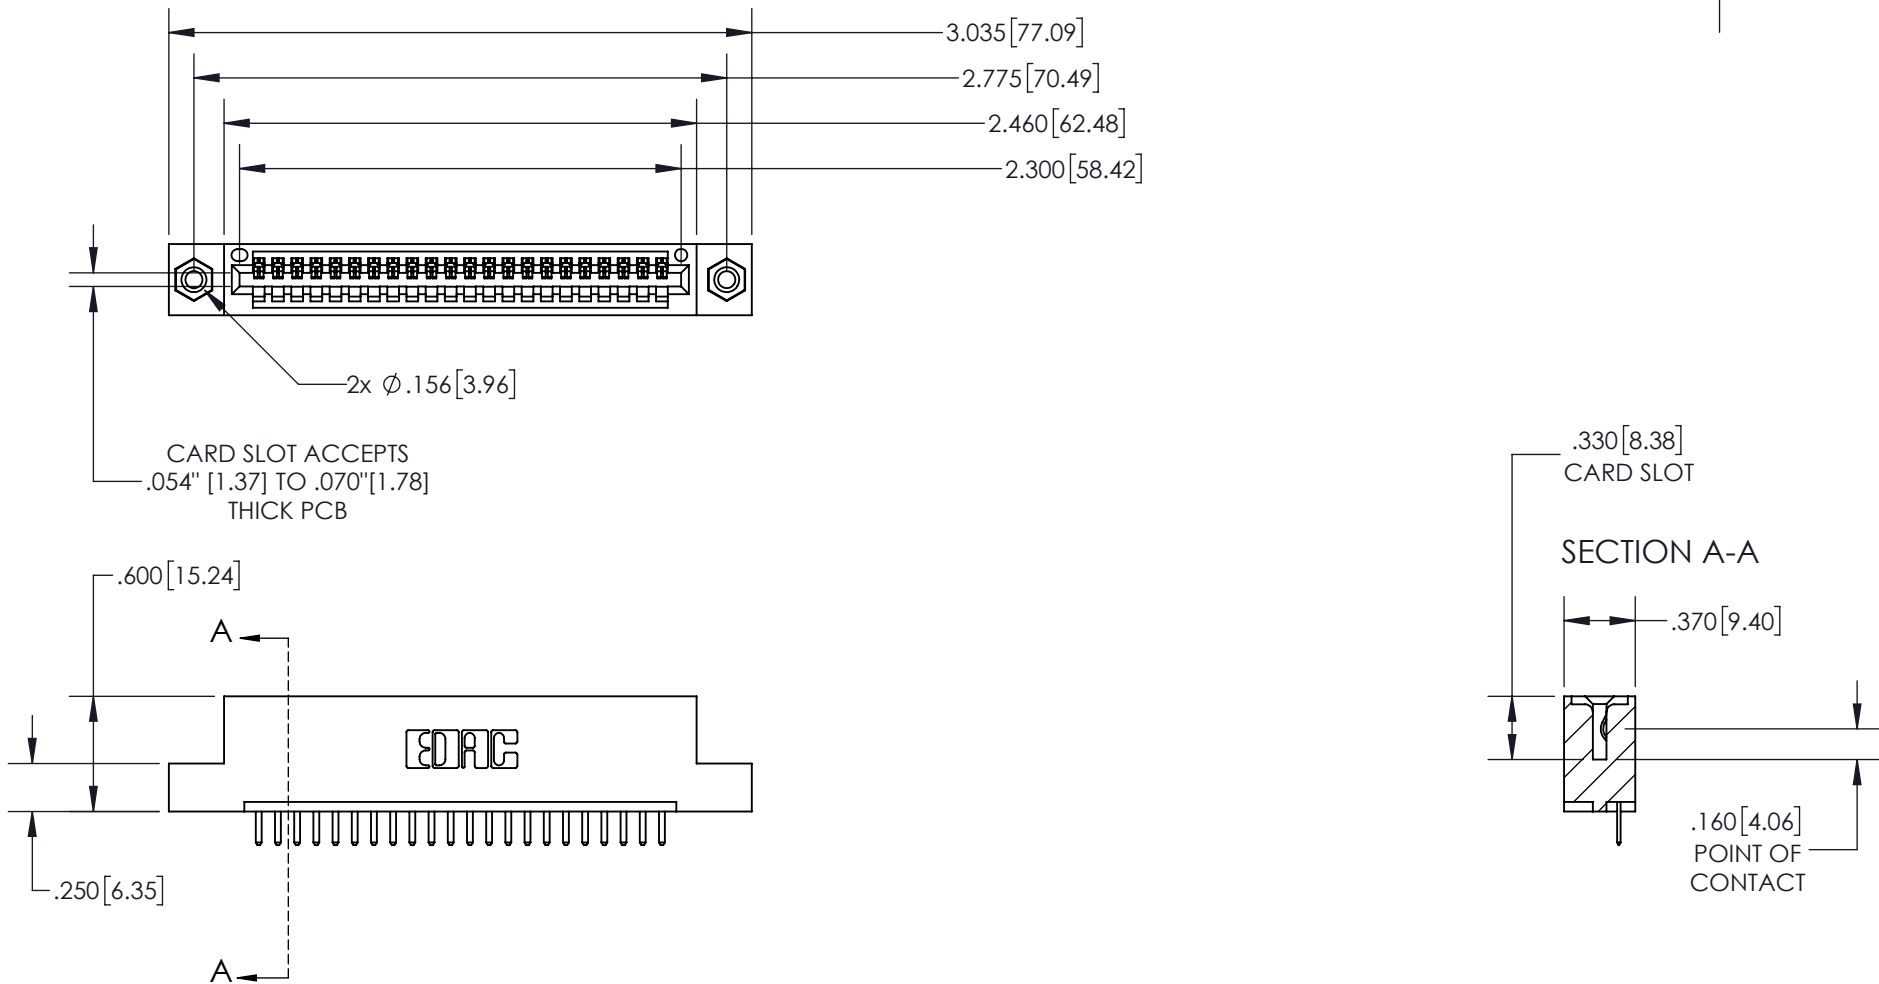 3.035[77.09]
2.775[70.49]
2.460[62.48]
2.300[58.42]
2x Ø.156[3.96]
CARD SLOT ACCEPTS
.054" [1.37] TO .070"[1.78]
THICK PCB
.330[8.38]
CARD SLOT
SECTION A-A
.600[15.24]
.370[9.40]
A
EDAC
.160[4.06]
POINT OF
CONTACT
.250[6.35]
A